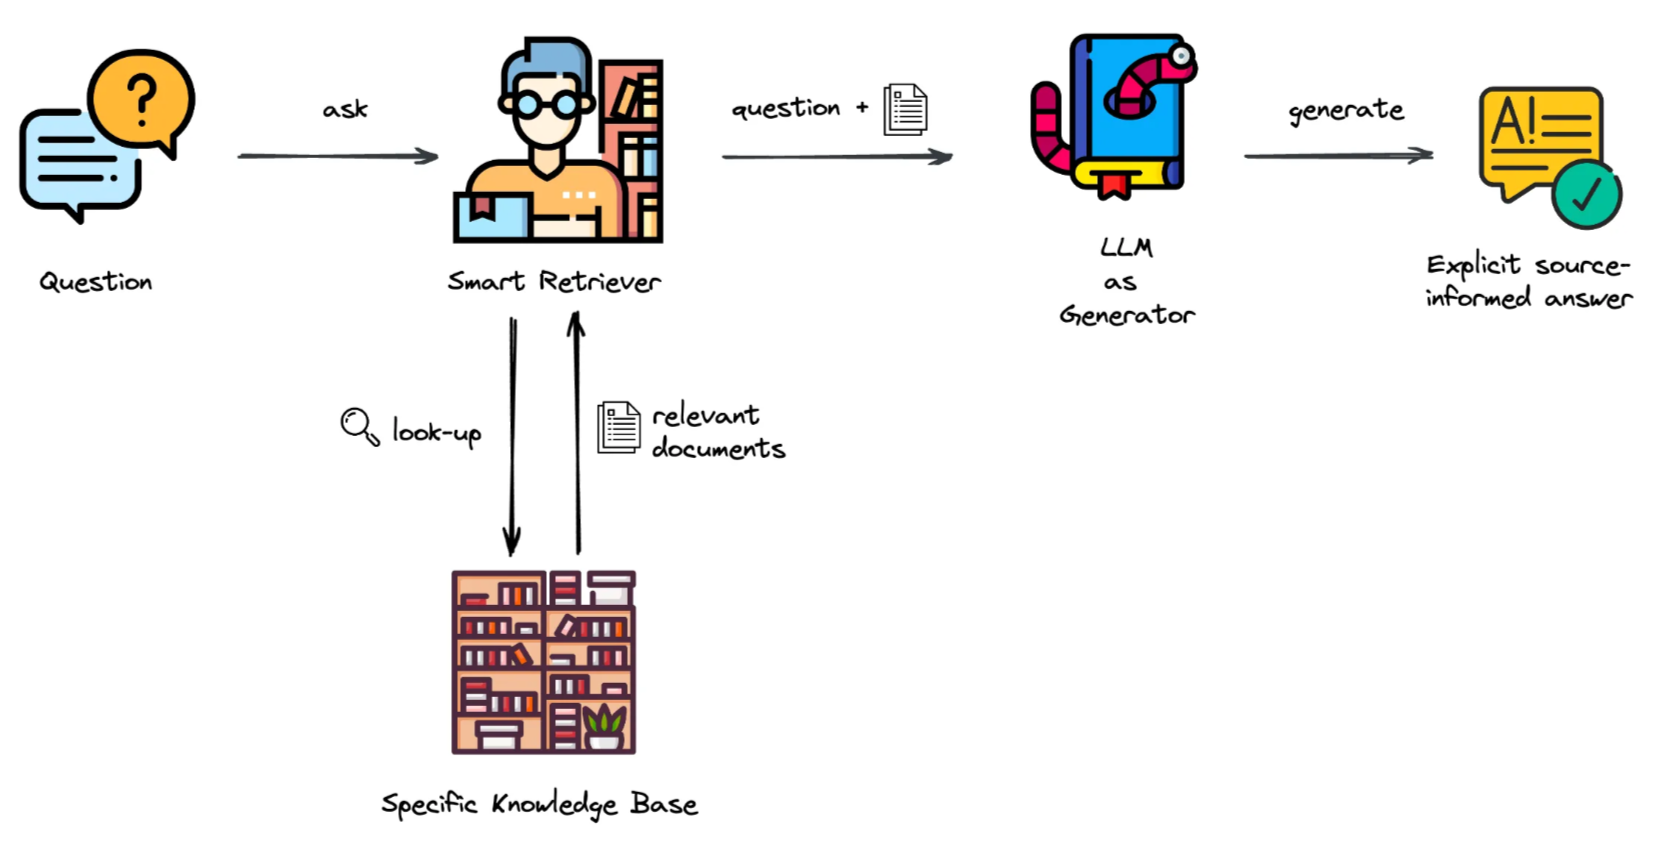 ?
ask
question +
generate
A!
Question
Smart Retriever
LLM
as
Generator
Explicit source-
informed answer
look-up
relevant
documents
Specific Knowledge Base